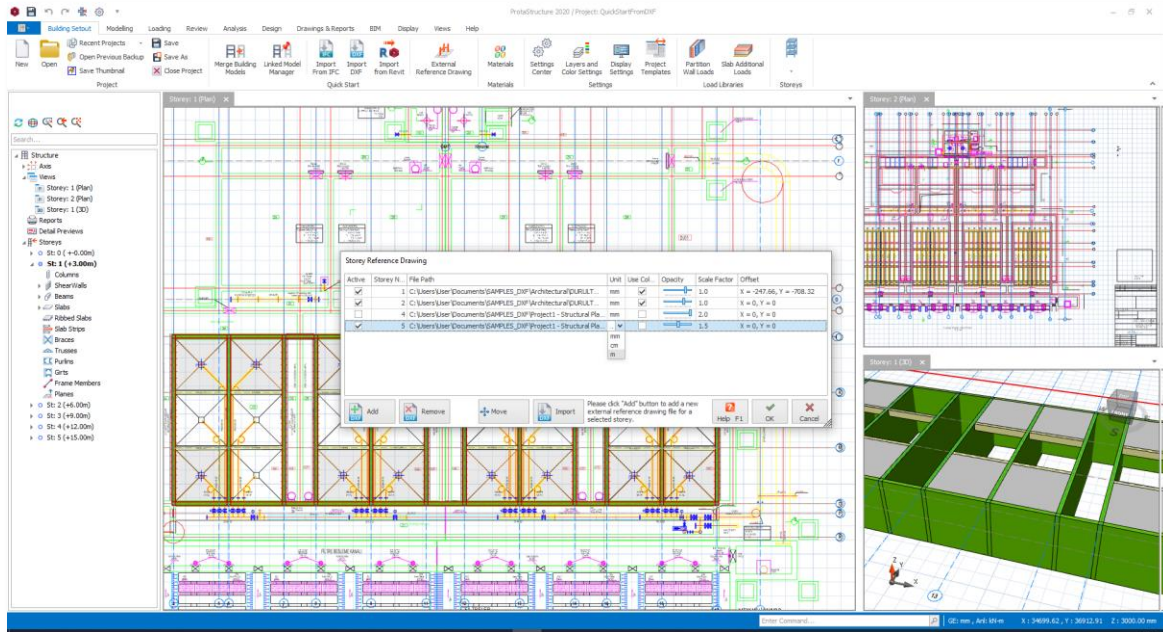 ProtaStructure 2020 / Project: QuickStartFromDXF
Building Setout Modelling Loading Review Analysis Design Drawings & Reports BIM Display Views Help
New
Open
Recent Projects
Open Previous Backup
Save Thumbnail
Save
Save As
Close Project
Project
Merge Building Models
Linked Model Manager
Import From IFC
Import DXF
Import from Revit
External Reference Drawing
Quick Start
Materials
Materials
Settings Center
Layers and Color Settings
Display Settings
Project Templates
Settings
Partition Wall Loads
Slab Additional Loads
Load Libraries
Storeys
Storey: 1 (Plan)
Storey: 2 (Plan)
Storey: 1 (3D)
Search...
Structure
Axis
Views
Storey: 1 (Plan)
Storey: 2 (Plan)
Storey: 1 (3D)
Reports
Detail Previews
Storeys
St: 0 ( +-0.00m)
St: 1 (+3.00m)
Columns
ShearWalls
Beams
Slabs
Ribbed Slabs
Slab Strips
Braces
Trusses
Purlins
Girts
Frame Members
Planes
St: 2 (+6.00m)
St: 3 (+9.00m)
St: 4 (+12.00m)
St: 5 (+15.00m)
Storey Reference Drawing
Active Storey N... File Path Unit Use Col... Opacity Scale Factor Offset
1 C:\Users\User\Documents\SAMPLES_DXF\Architectural\DURULT... mm 1.0 X = -247.66, Y = -708.32
2 C:\Users\User\Documents\SAMPLES_DXF\Architectural\DURULT... mm 1.0 X = 0, Y = 0
4 C:\Users\User\Documents\SAMPLES_DXF\Project1 - Structural Pla... mm 2.0 X = 0, Y = 0
5 C:\Users\User\Documents\SAMPLES_DXF\Project1 - Structural Pla... 1.5 X = 0, Y = 0
mm
cm
m
Add
Remove
Move
Import
Please click "Add" button to add a new
external reference drawing file for a
selected storey.
Help F1
OK
Cancel
Enter Command...
GE: mm , Anl: kN-m X : 34699.62 , Y : 36912.91 Z : 3000.00 mm